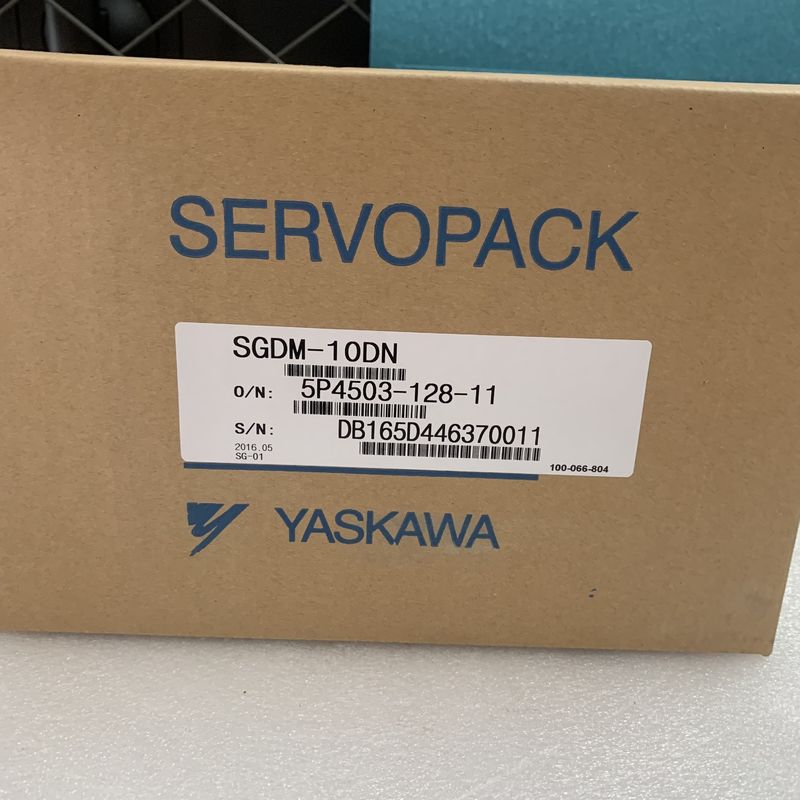 SERVOPACK
SGDM-10DN
O/N: 5P4503-128-11
S/N: DB165D446370011
2016.05
SG-01
100-066-804
YASKAWA